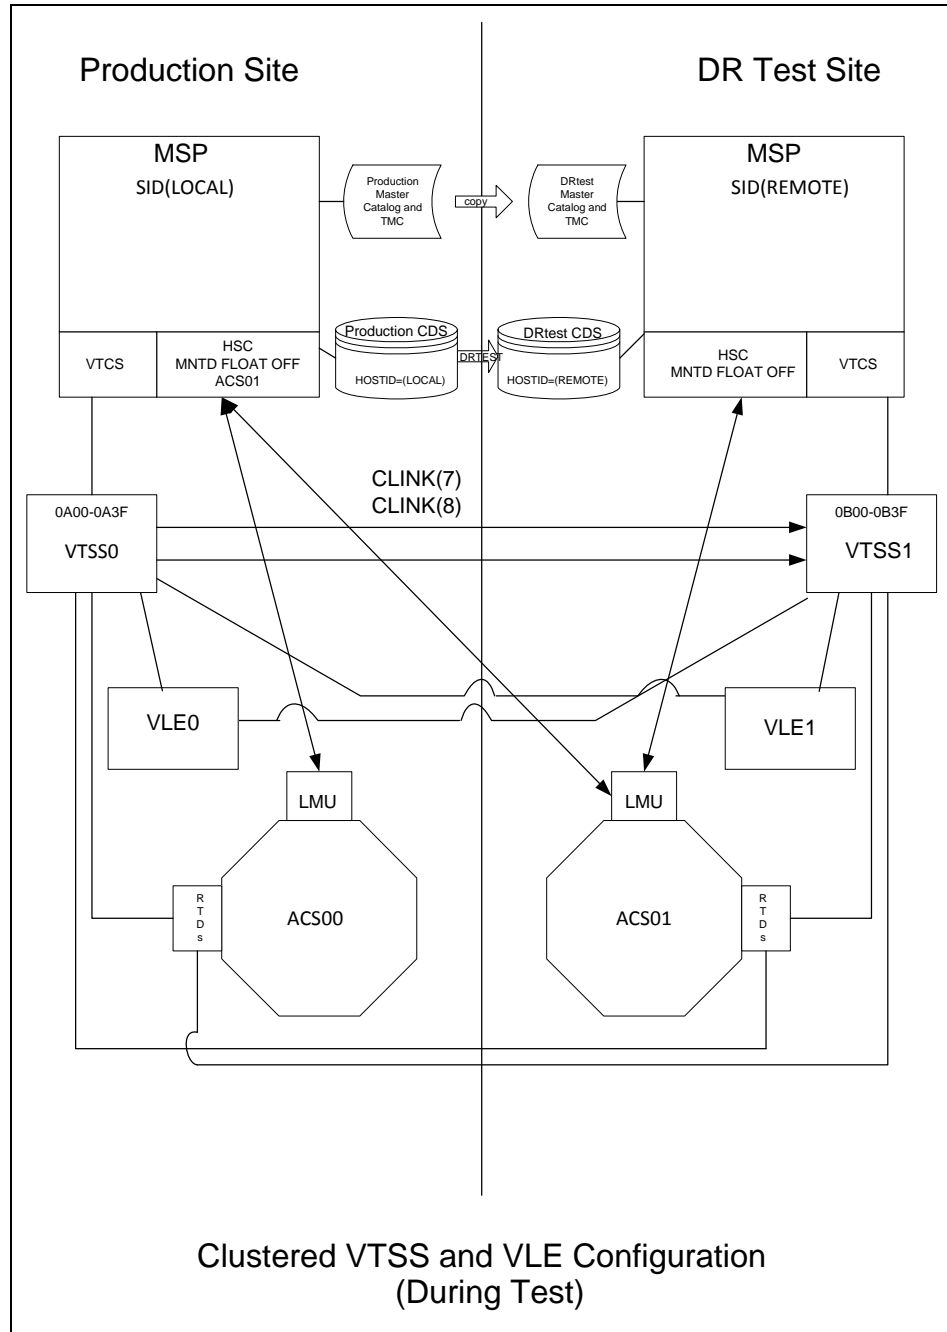 Production Site
DR Test Site
MSP
SID(LOCAL)
Production
Master
Catalog and
TMC
copy
DRtest
Master
Catalog and
TMC
MSP
SID(REMOTE)
VTCS
HSC
MNTD FLOAT OFF
ACS01
Production CDS
HOSTID=(LOCAL)
DRTEST
DRtest CDS
HOSTID=(REMOTE)
HSC
MNTD FLOAT OFF
VTCS
CLINK(7)
CLINK(8)
0A00-0A3F
VTSS0
0B00-0B3F
VTSS1
VLE0
VLE1
LMU
LMU
R
T
D
s
ACS00
ACS01
R
T
D
s
Clustered VTSS and VLE Configuration
(During Test)